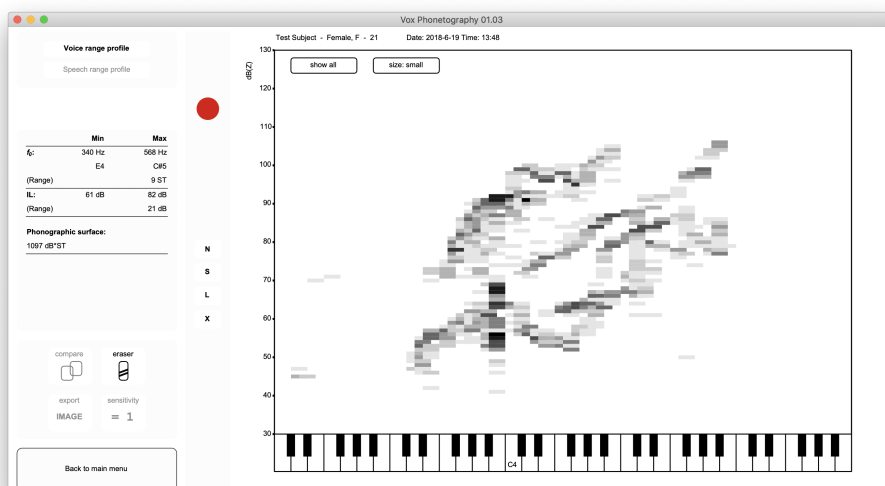 Vox Phonetography 01.03
Voice range profile
Speech range profile
Min Max
f₀: 340 Hz 568 Hz
E4 C#5
(Range) 9 ST
IL: 61 dB 82 dB
(Range) 21 dB
Phonographic surface:
1097 dB*ST
N
S
L
X
compare eraser
export sensitivity
IMAGE = 1
Back to main menu
Test Subject - Female, F - 21 Date: 2018-6-19 Time: 13:48
dB(Z)
show all size: small
130
120
110
100
90
80
70
60
50
40
30
C4